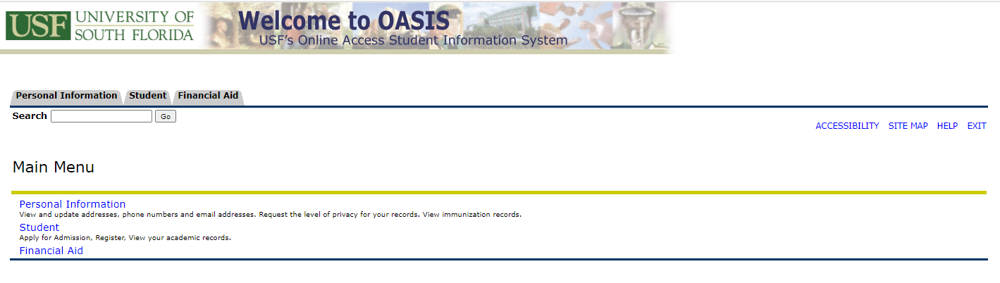 USF UNIVERSITY OF
SOUTH FLORIDA
Welcome to OASIS
USF's Online Access Student Information System
Personal Information Student Financial Aid
Search Go
ACCESSIBILITY SITE MAP HELP EXIT
Main Menu
Personal Information
View and update addresses, phone numbers and email addresses. Request the level of privacy for your records. View immunization records.
Student
Apply for Admission, Register, View your academic records.
Financial Aid